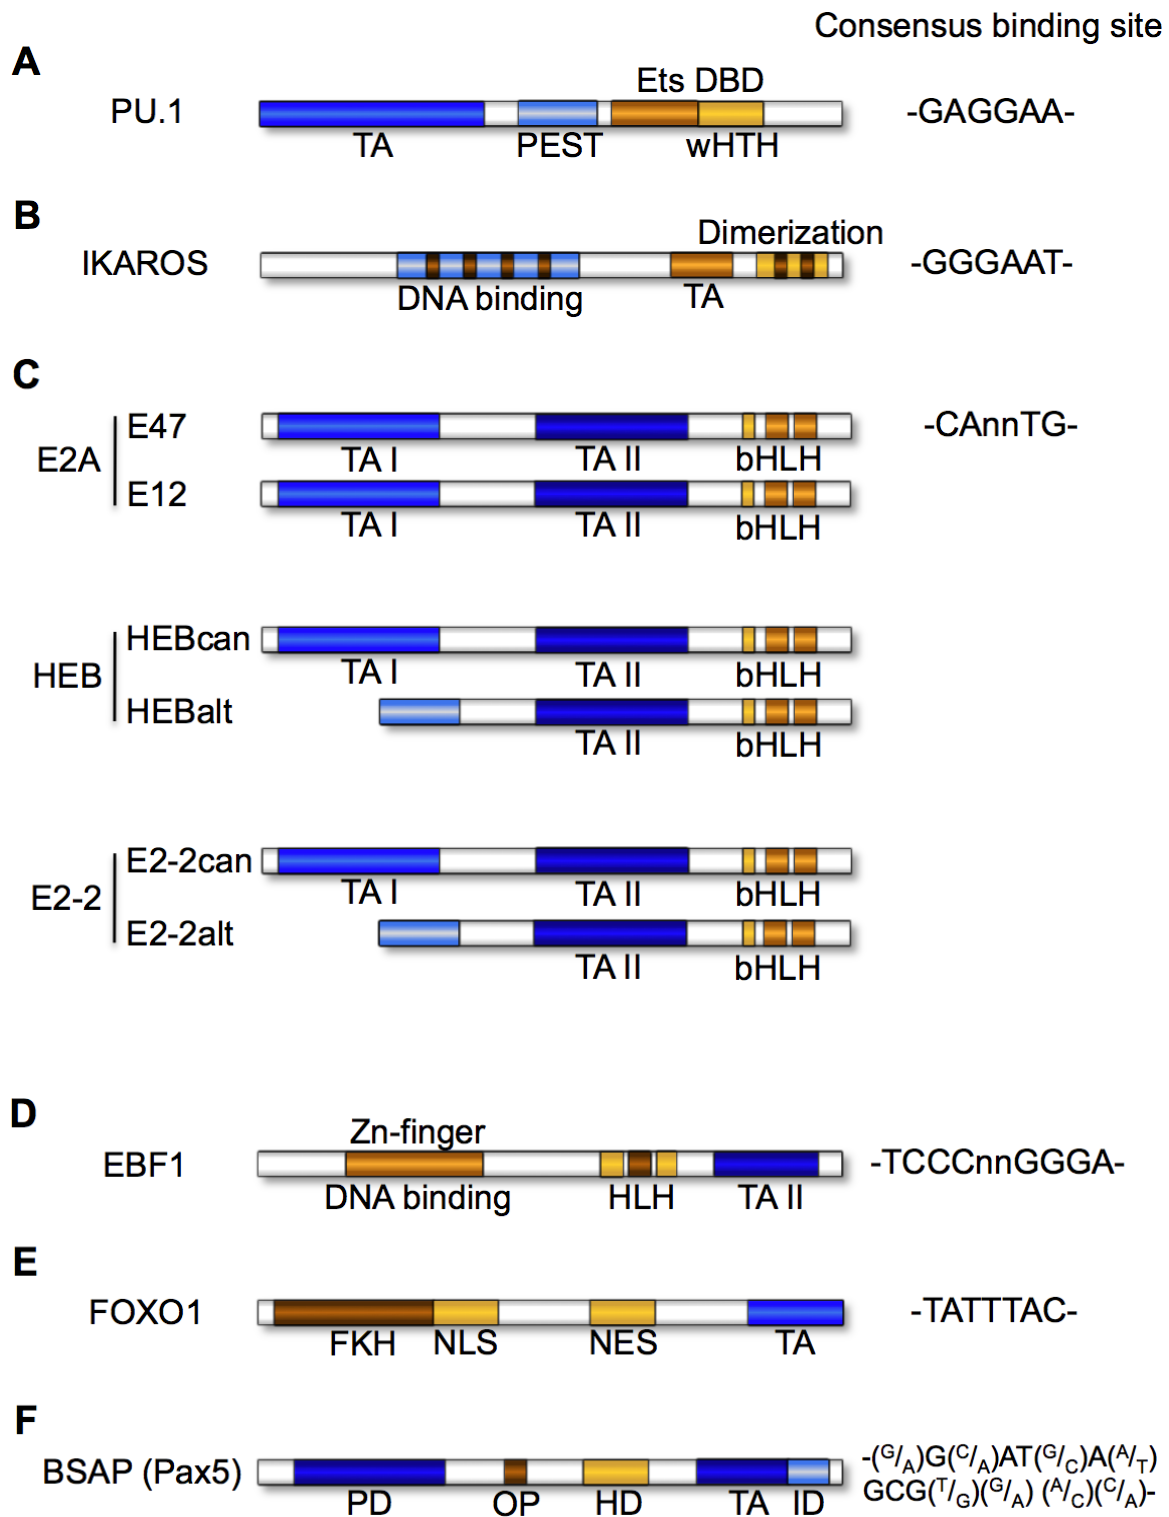 Consensus binding site
A
Ets DBD
PU.1
-GAGGAA-
TA PEST wHTH
B
Dimerization
IKAROS
-GGGAAT-
DNA binding TA
C
E47
-CAnnTG-
TA I TA II bHLH
E2A
E12
TA I TA II bHLH
HEBcan
TA I TA II bHLH
HEB
HEBalt
TA II bHLH
E2-2can
TA I TA II bHLH
E2-2
E2-2alt
TA II bHLH
D
Zn-finger
EBF1
-TCCCnnGGGA-
DNA binding HLH TA II
E
FOXO1
-TATTTAC-
FKH NLS NES TA
F
BSAP (Pax5)
-(G/A)G(C/A)AT(G/C)A(A/T)
GCG(T/G)(G/A) (A/C)(C/A)-
PD OP HD TA ID